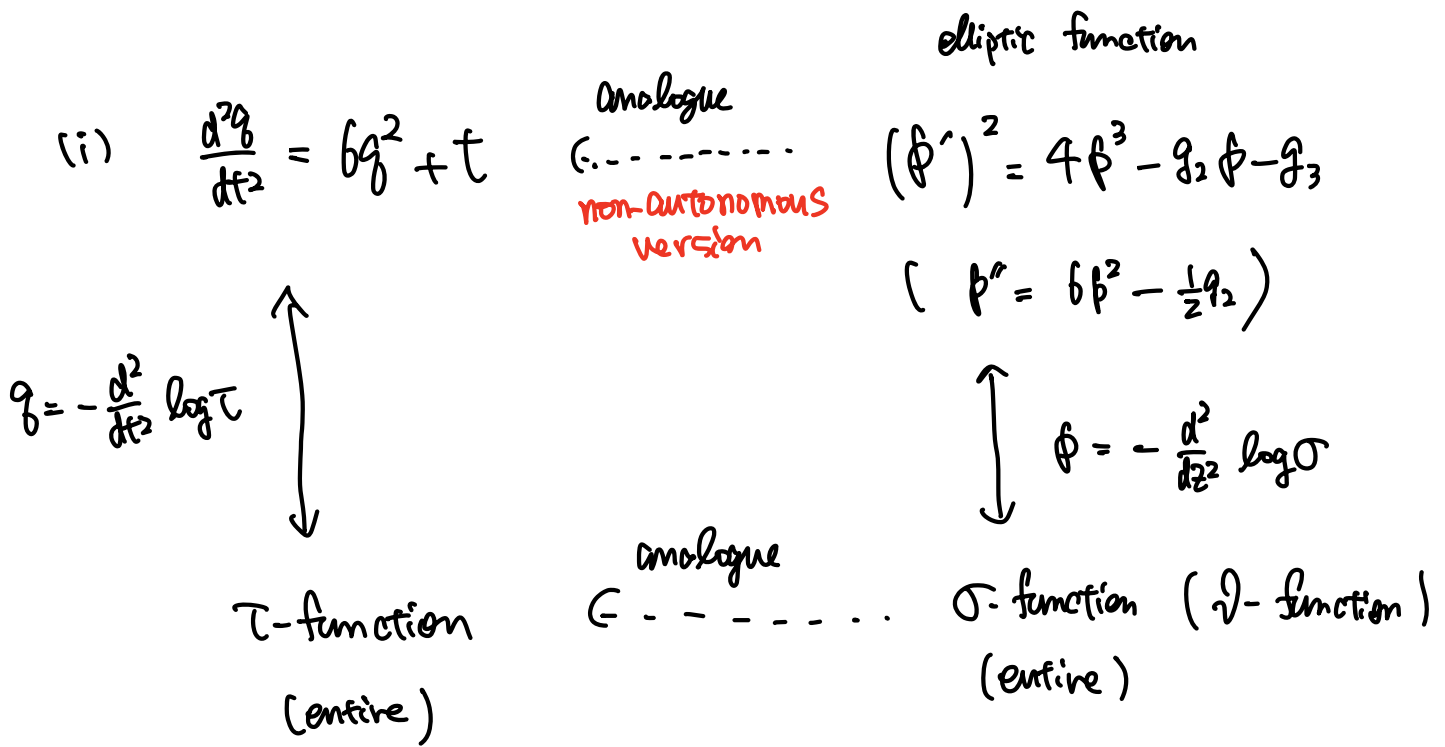 elliptic function
analogue
(i) d²q/dt² = 6q² + t ⇠ (℘′)² = 4℘³ − g₂℘ − g₃
non-autonomous
version
( ℘″ = 6℘² − ½g₂ )
q = − d²/dt² log τ
℘ = − d²/dz² log σ
analogue
τ-function ⇠ σ-function (ϑ-function)
(entire) (entire)